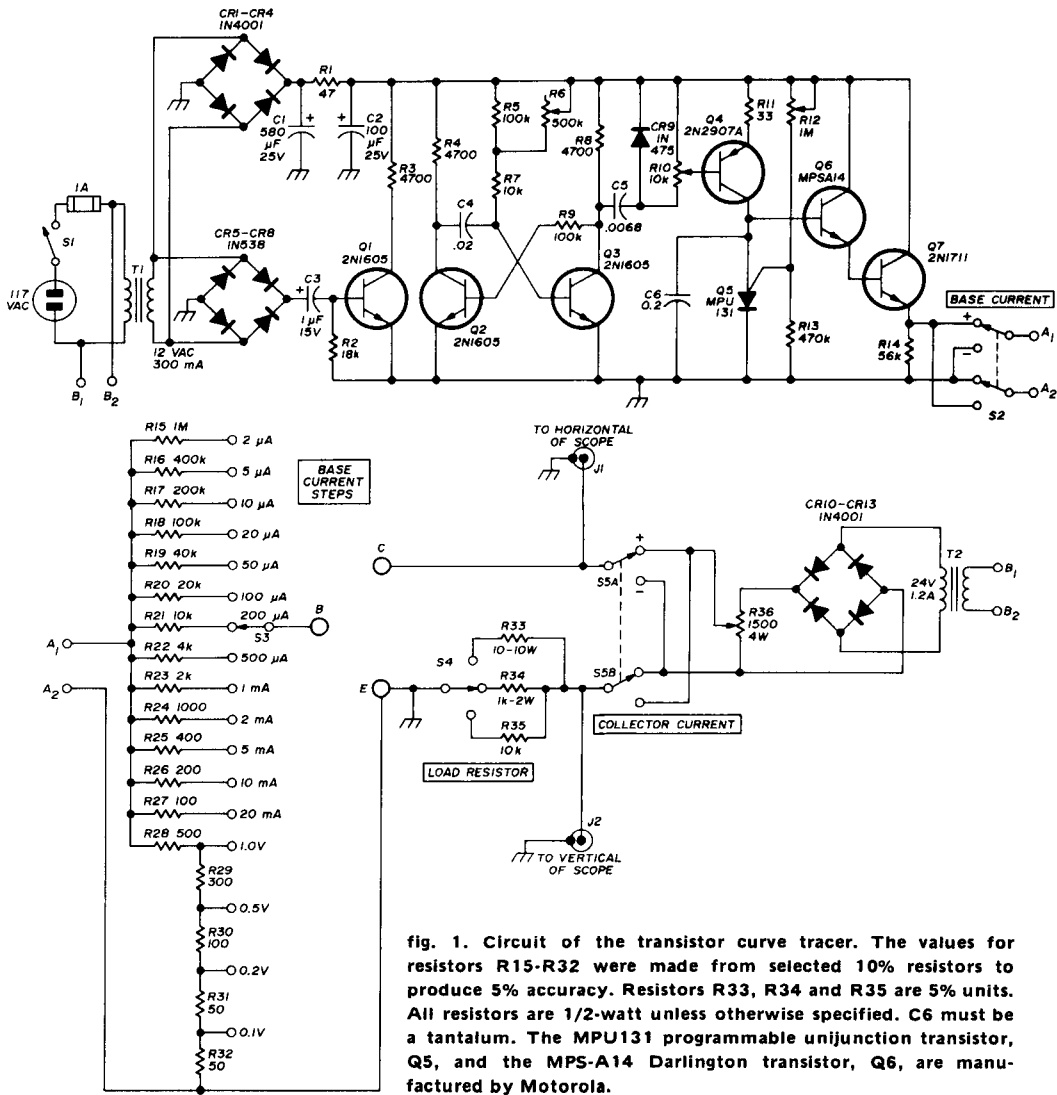 CR1-CR4
1N4001
R1
47
C1
580
µF
25V
+
C2
100
µF
25V
+
R3
4700
R4
4700
R5
100k
R6
500k
R7
10k
R8
4700
CR9
1N
475
R10
10k
Q4
2N2907A
R11
33
R12
1M
Q6
MPSA14
Q7
2N1711
1A
S1
117
VAC
T1
CR5-CR8
1N538
12 VAC
300 mA
B1
B2
+
C3
1 µF
15V
R2
18k
Q1
2N1605
C4
.02
Q2
2N1605
R9
100k
C5
.0068
Q3
2N1605
C6
0.2
Q5
MPU
131
R13
470k
R14
56k
BASE CURRENT
+
A1
-
A2
S2
R15 1M
2 µA
R16 400k
5 µA
R17 200k
10 µA
R18 100k
20 µA
R19 40k
50 µA
R20 20k
100 µA
R21 10k
200 µA
S3
B
R22 4k
500 µA
R23 2k
1 mA
R24 1000
2 mA
R25 400
5 mA
R26 200
10 mA
R27 100
20 mA
R28 500
1.0V
R29
300
0.5V
R30
100
0.2V
R31
50
0.1V
R32
50
A1
A2
BASE
CURRENT
STEPS
TO HORIZONTAL
OF SCOPE
J1
C
E
S4
R33
10-10W
R34
1k-2W
R35
10k
LOAD RESISTOR
S5A
+
-
S5B
COLLECTOR CURRENT
R36
1500
4W
CR10-CR13
1N4001
24V
1.2A
T2
B1
B2
J2
TO VERTICAL
OF SCOPE
fig. 1. Circuit of the transistor curve tracer. The values for
resistors R15-R32 were made from selected 10% resistors to
produce 5% accuracy. Resistors R33, R34 and R35 are 5% units.
All resistors are 1/2-watt unless otherwise specified. C6 must be
a tantalum. The MPU131 programmable unijunction transistor,
Q5, and the MPS-A14 Darlington transistor, Q6, are manu-
factured by Motorola.